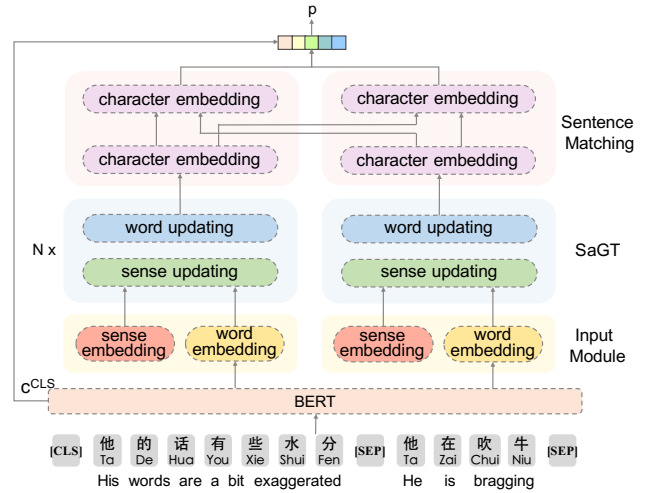 p
character embedding character embedding
character embedding character embedding
Sentence Matching
word updating word updating
N x
sense updating sense updating
SaGT
sense embedding word embedding sense embedding word embedding
Input Module
c^CLS
BERT
[CLS] 他 的 话 有 些 水 分 [SEP] 他 在 吹 牛 [SEP]
Ta De Hua You Xie Shui Fen Ta Zai Chui Niu
His words are a bit exaggerated He is bragging